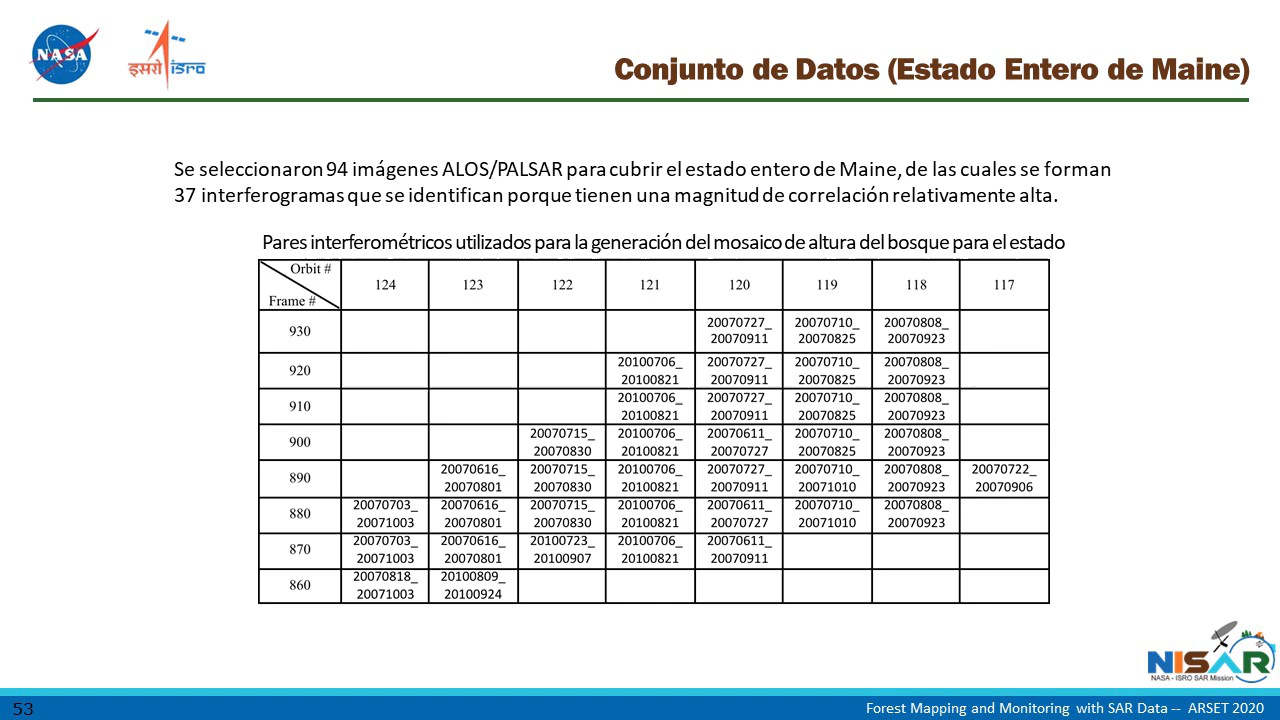 NASA
इसरो isro
Conjunto de Datos (Estado Entero de Maine)
Se seleccionaron 94 imágenes ALOS/PALSAR para cubrir el estado entero de Maine, de las cuales se forman
37 interferogramas que se identifican porque tienen una magnitud de correlación relativamente alta.
Pares interferométricos utilizados para la generación del mosaico de altura del bosque para el estado
Orbit #
Frame #
124 123 122 121 120 119 118 117
930 20070727_ 20070710_ 20070808_
20070911 20070825 20070923
920 20100706_ 20070727_ 20070710_ 20070808_
20100821 20070911 20070825 20070923
910 20100706_ 20070727_ 20070710_ 20070808_
20100821 20070911 20070825 20070923
900 20070715_ 20100706_ 20070611_ 20070710_ 20070808_
20070830 20100821 20070727 20070825 20070923
890 20070616_ 20070715_ 20100706_ 20070727_ 20070710_ 20070808_ 20070722_
20070801 20070830 20100821 20070911 20071010 20070923 20070906
880 20070703_ 20070616_ 20070715_ 20100706_ 20070611_ 20070710_ 20070808_
20071003 20070801 20070830 20100821 20070727 20071010 20070923
870 20070703_ 20070616_ 20100723_ 20100706_ 20070611_
20071003 20070801 20100907 20100821 20070911
860 20070818_ 20100809_
20071003 20100924
NISAR
NASA - ISRO SAR Mission
53
Forest Mapping and Monitoring with SAR Data -- ARSET 2020